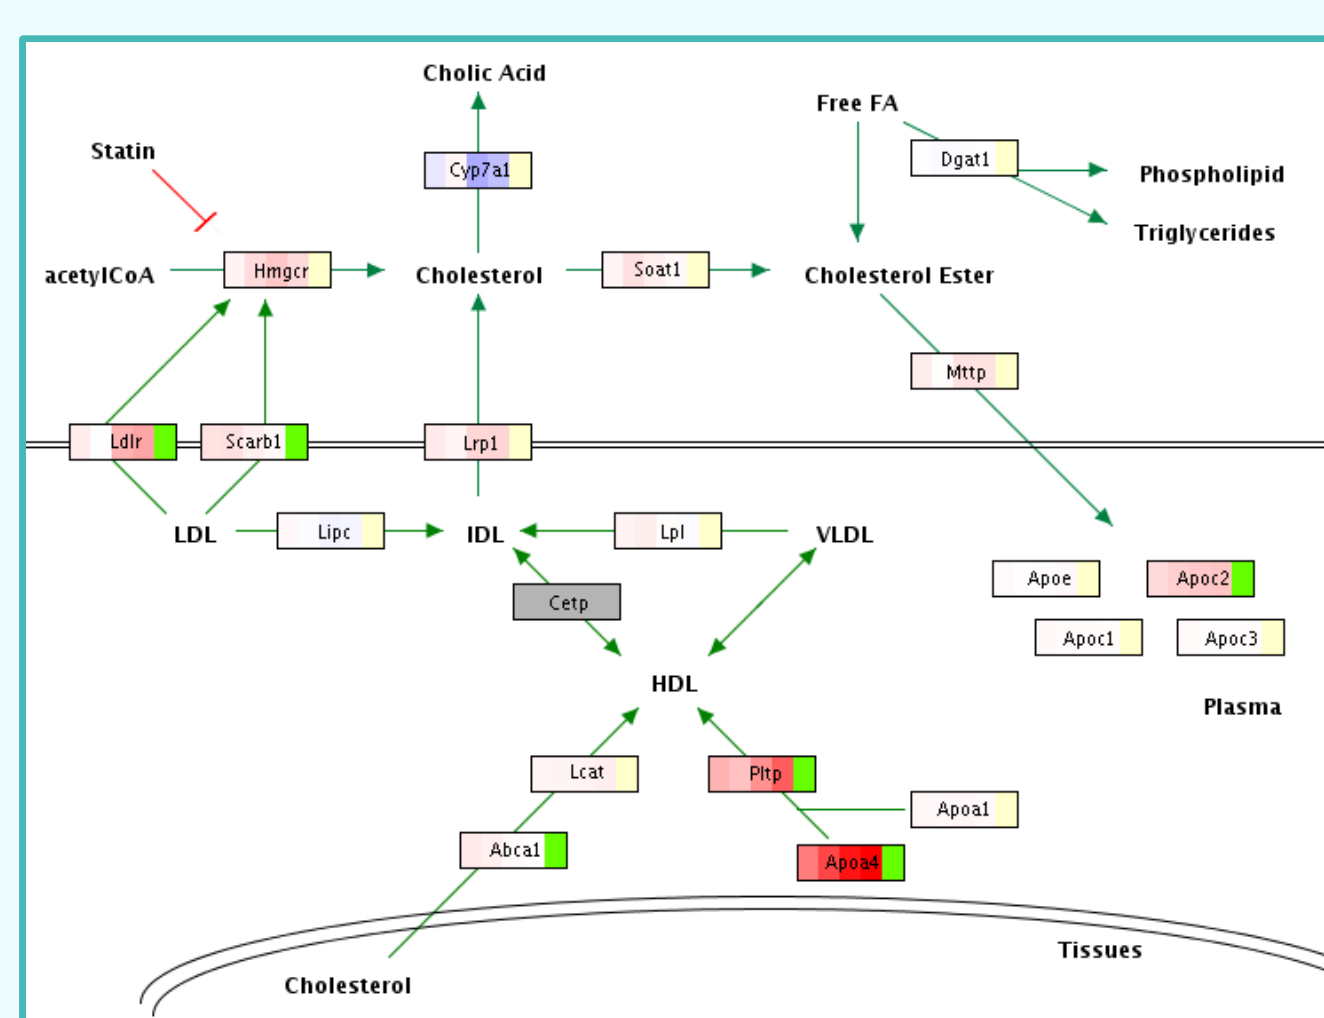 Cholic Acid
Free FA
Statin
Cyp7a1
Dgat1
Phospholipid
Triglycerides
acetylCoA
Hmgcr
Cholesterol
Soat1
Cholesterol Ester
Mttp
Ldlr
Scarb1
Lrp1
LDL
Lipc
IDL
Lpl
VLDL
Apoe
Apoc2
Cetp
Apoc1
Apoc3
HDL
Plasma
Lcat
Pltp
Apoa1
Abca1
Apoa4
Tissues
Cholesterol